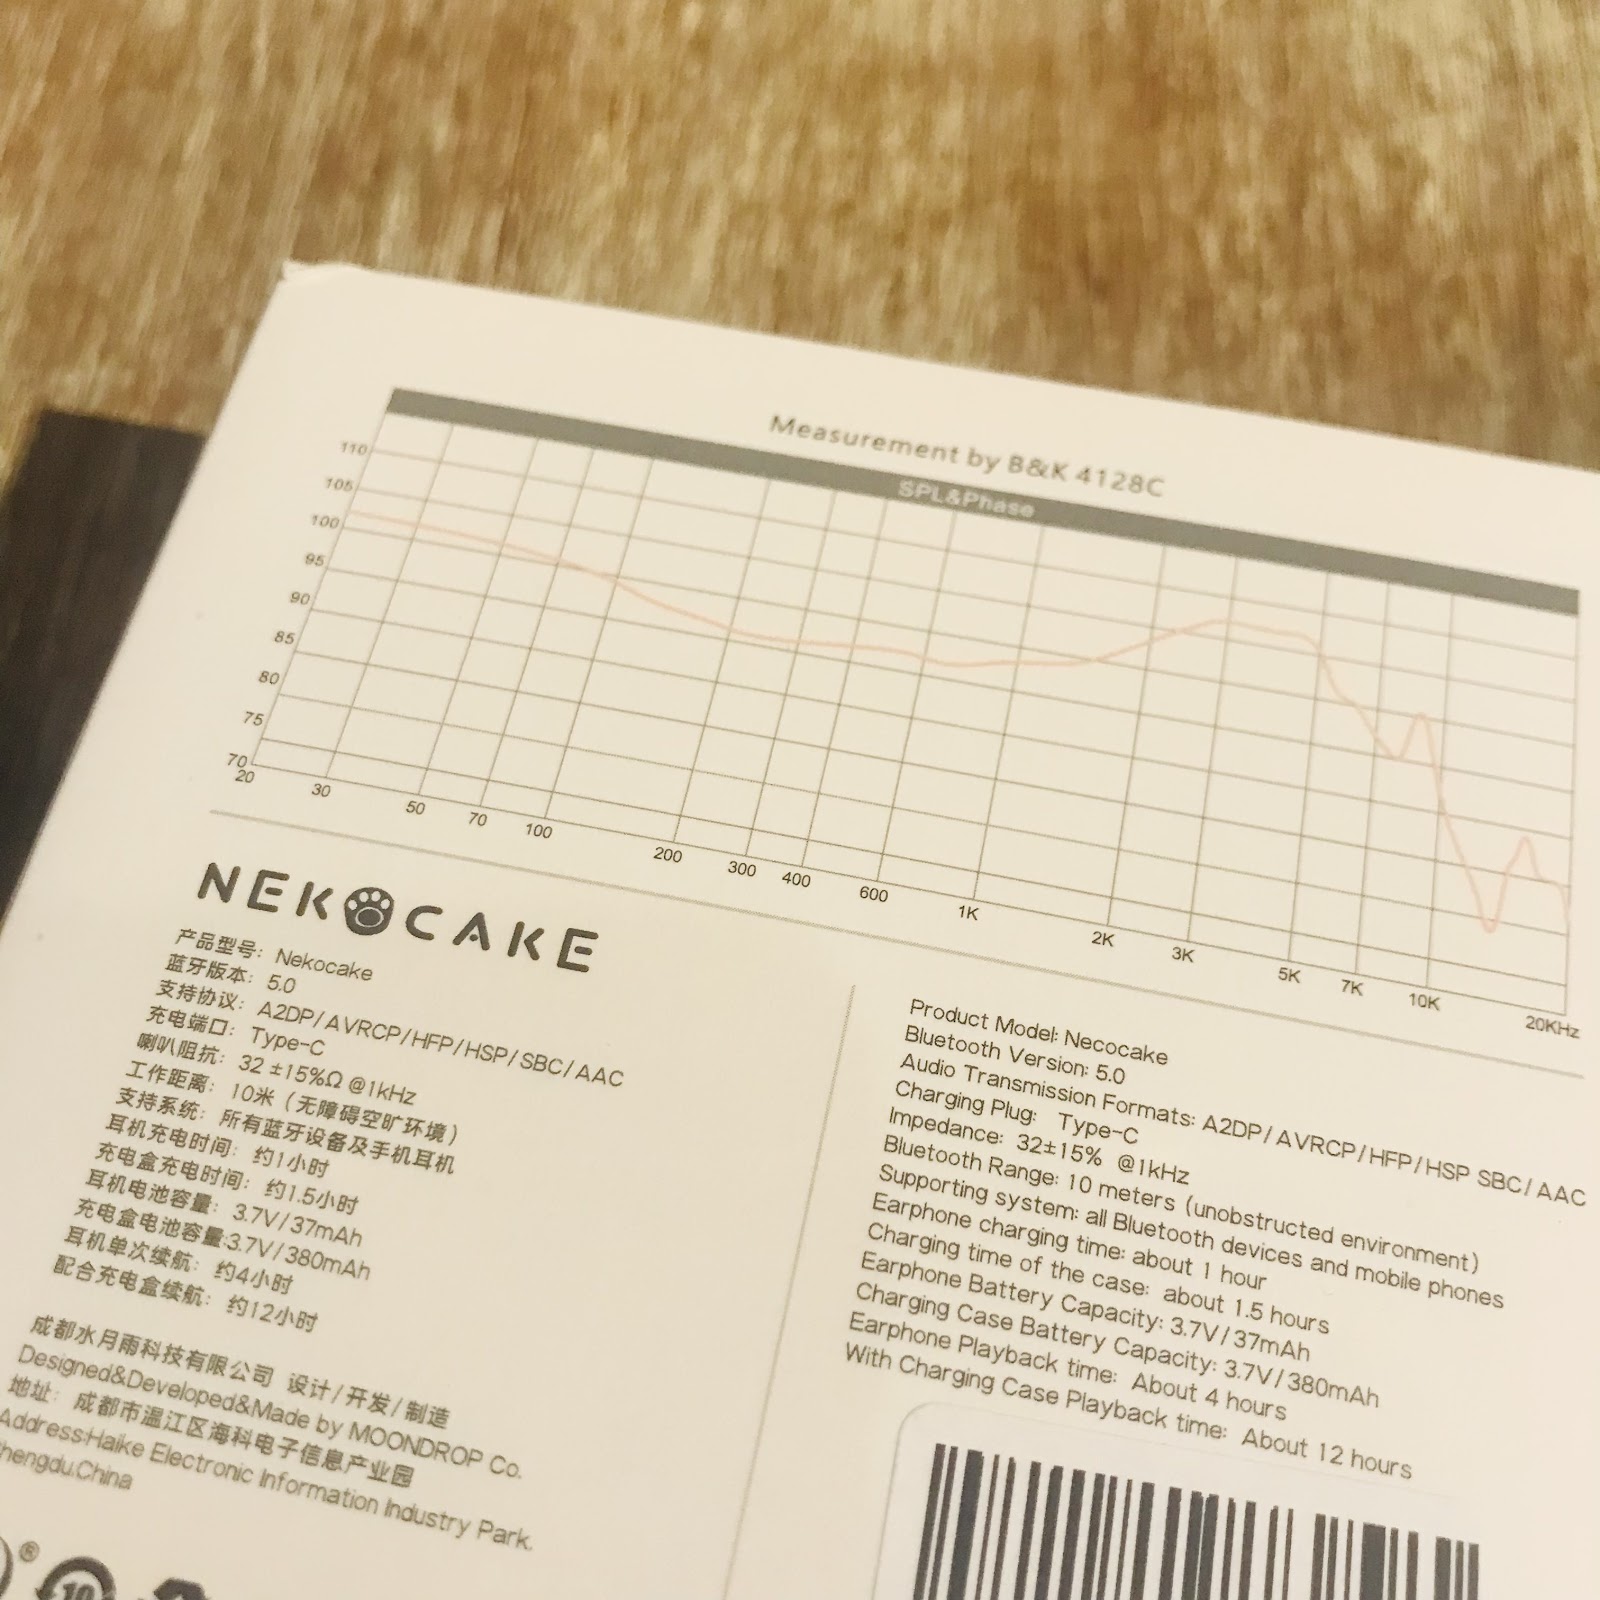 Measurement by B&K 4128C
SPL&Phase
110
105
100
95
90
85
80
75
70
20 30 50 70 100 200 300 400 600 1K 2K 3K 5K 7K 10K 20KHz
NEKOCAKE
产品型号: Nekocake
蓝牙版本: 5.0
支持协议: A2DP/AVRCP/HFP/HSP/SBC/AAC
充电端口: Type-C
喇叭阻抗: 32 ±15%Ω @1kHz
工作距离: 10米（无障碍空旷环境）
支持系统: 所有蓝牙设备及手机耳机
耳机充电时间: 约1小时
充电盒充电时间: 约1.5小时
耳机电池容量: 3.7V/37mAh
充电盒电池容量:3.7V/380mAh
耳机单次续航: 约4小时
配合充电盒续航: 约12小时
成都水月雨科技有限公司 设计/开发/制造
Designed&Developed&Made by MOONDROP Co.
地址: 成都市温江区海科电子信息产业园
Address:Haike Electronic Information Industry Park.
hengdu.China
®
10
Product Model: Necocake
Bluetooth Version: 5.0
Audio Transmission Formats: A2DP/AVRCP/HFP/HSP SBC/AAC
Charging Plug: Type-C
Impedance: 32±15% @1kHz
Bluetooth Range: 10 meters (unobstructed environment)
Supporting system: all Bluetooth devices and mobile phones
Earphone charging time: about 1 hour
Charging time of the case: about 1.5 hours
Earphone Battery Capacity: 3.7V/37mAh
Charging Case Battery Capacity: 3.7V/380mAh
Earphone Playback time: About 4 hours
With Charging Case Playback time: About 12 hours